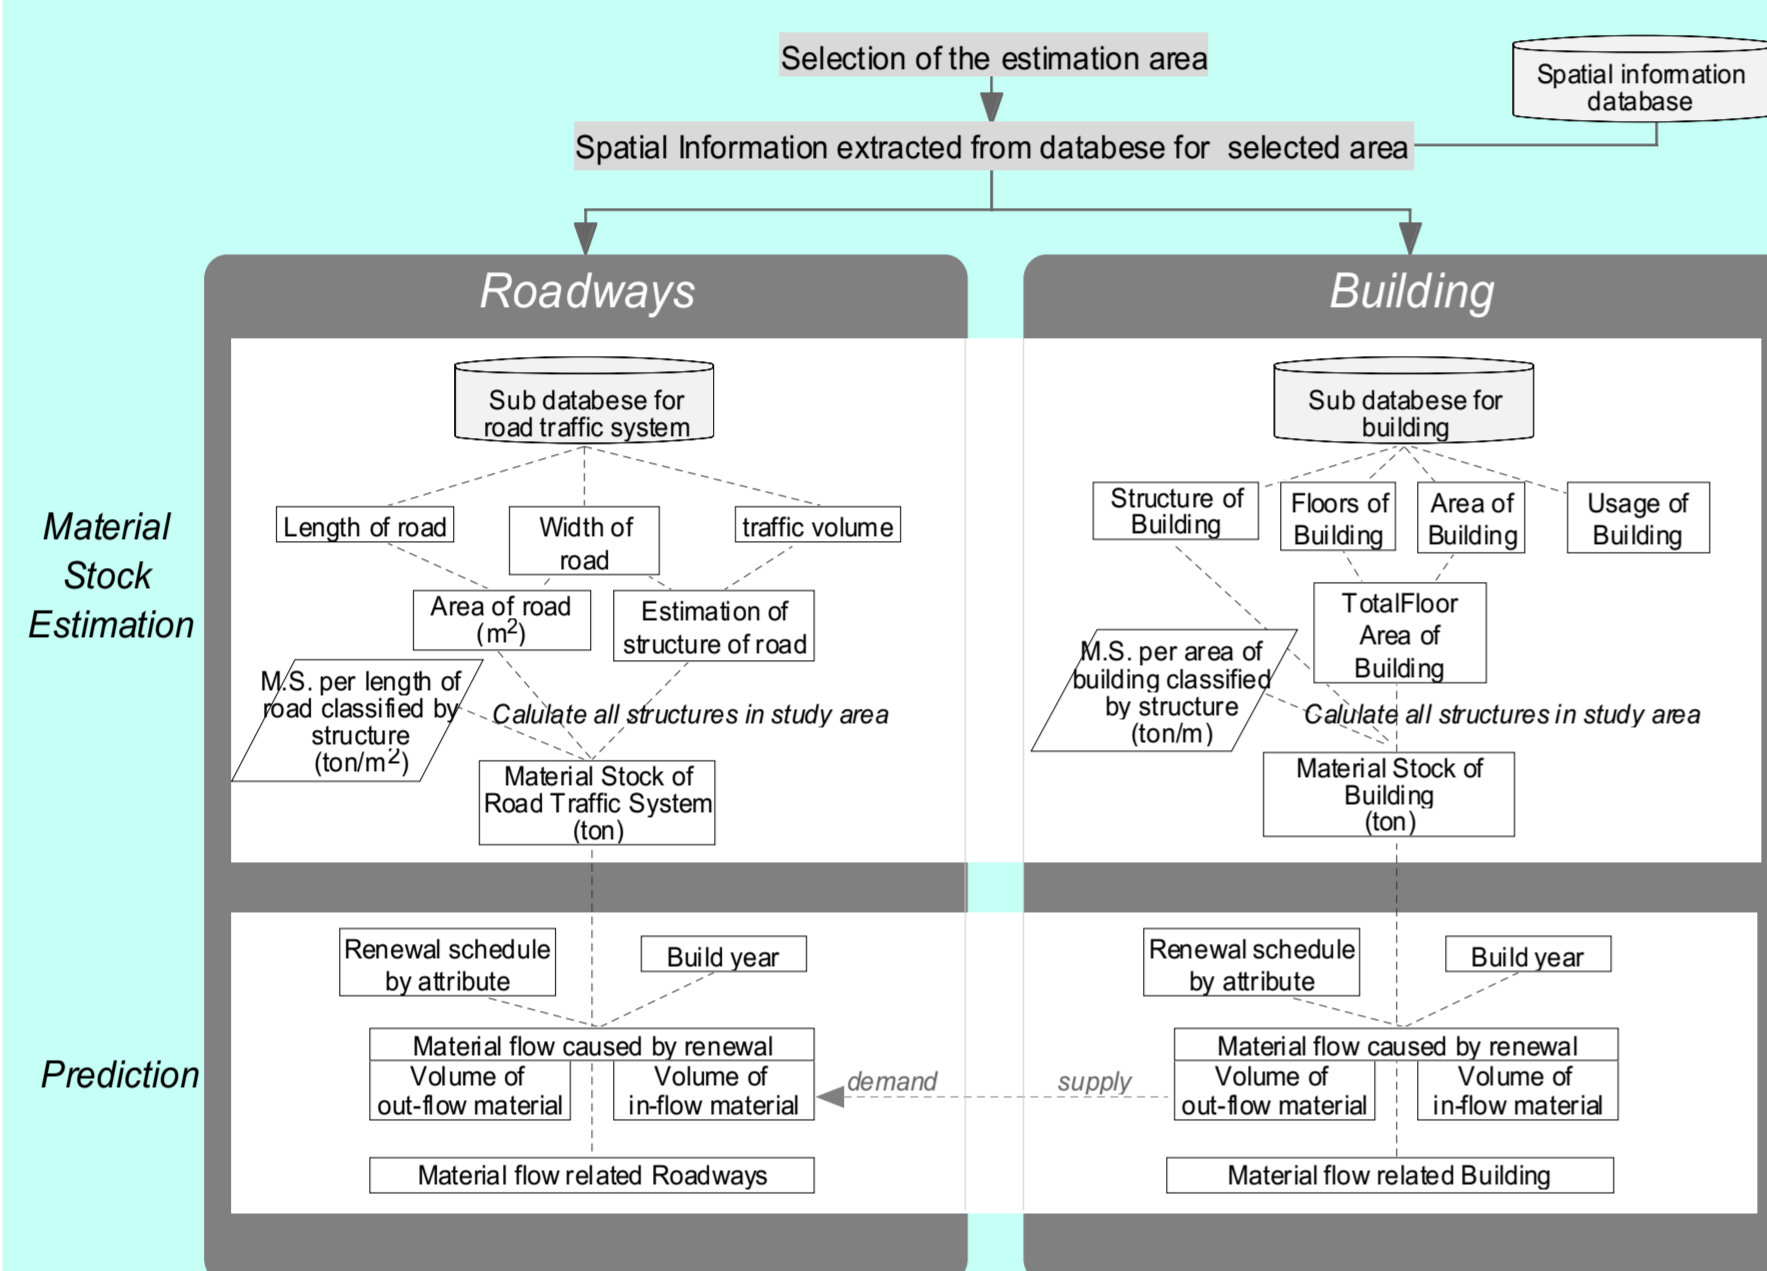 Selection of the estimation area
Spatial information
database
Spatial Information extracted from databese for selected area
Roadways
Building
Material
Stock
Estimation
Sub databese for
road traffic system
Length of road
Width of
road
traffic volume
Area of road
(m²)
Estimation of
structure of road
M.S. per length of
road classified by
structure
(ton/m²)
Calulate all structures in study area
Material Stock of
Road Traffic System
(ton)
Sub databese for
building
Structure of
Building
Floors of
Building
Area of
Building
Usage of
Building
TotalFloor
Area of
Building
M.S. per area of
building classified
by structure
(ton/m)
Calulate all structures in study area
Material Stock of
Building
(ton)
Prediction
Renewal schedule
by attribute
Build year
Material flow caused by renewal
Volume of
out-flow material
Volume of
in-flow material
Material flow related Roadways
demand
supply
Renewal schedule
by attribute
Build year
Material flow caused by renewal
Volume of
out-flow material
Volume of
in-flow material
Material flow related Building